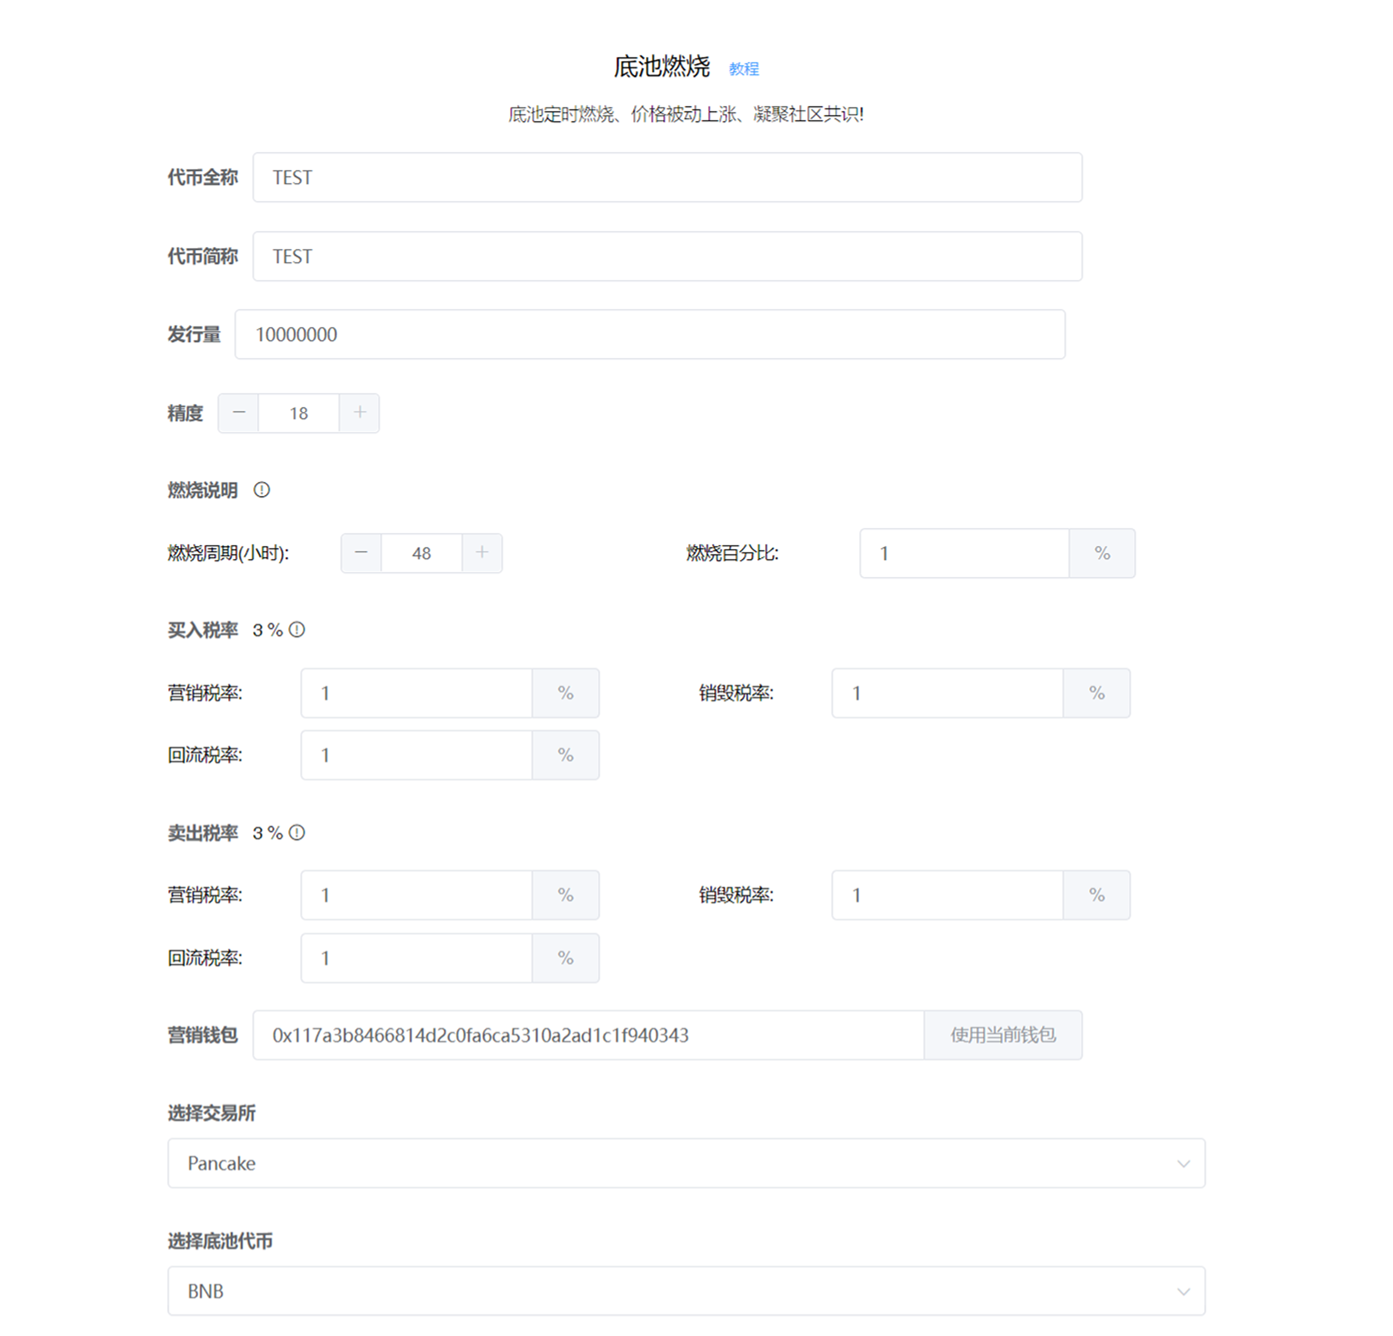 底池燃烧 教程
底池定时燃烧、价格被动上涨、凝聚社区共识!
代币全称 TEST
代币简称 TEST
发行量 10000000
精度 − 18 +
燃烧说明
燃烧周期(小时): − 48 + 燃烧百分比: 1 %
买入税率 3 %
营销税率: 1 % 销毁税率: 1 %
回流税率: 1 %
卖出税率 3 %
营销税率: 1 % 销毁税率: 1 %
回流税率: 1 %
营销钱包 0x117a3b8466814d2c0fa6ca5310a2ad1c1f940343 使用当前钱包
选择交易所
Pancake
选择底池代币
BNB